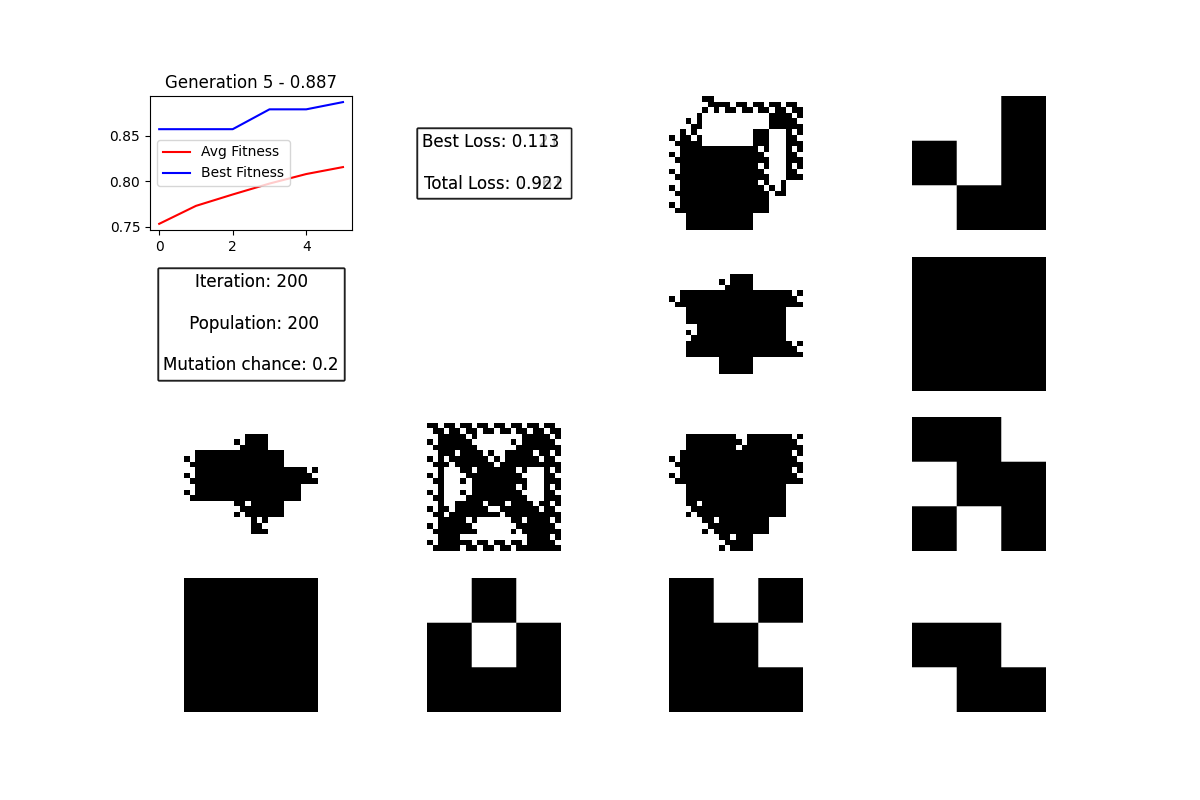 Generation 5 - 0.887
0.85
0.80
0.75
Avg Fitness
Best Fitness
0 2 4
Best Loss: 0.113
Total Loss: 0.922
Iteration: 200
Population: 200
Mutation chance: 0.2